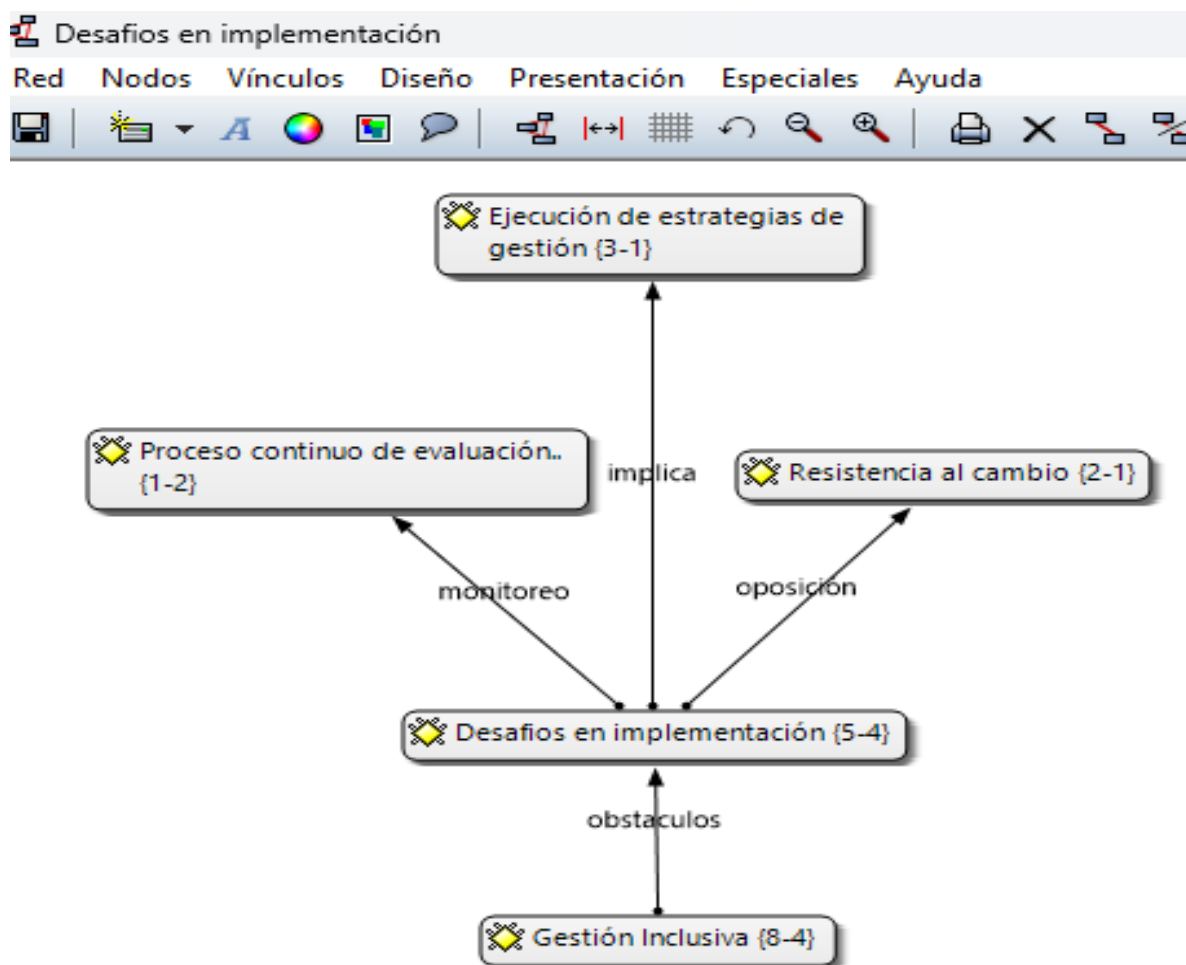 Desafios en implementación
Red Nodos Vínculos Diseño Presentación Especiales Ayuda
Ejecución de estrategias de
gestión {3-1}
Proceso continuo de evaluación..
{1-2}
implica
Resistencia al cambio {2-1}
monitoreo
oposición
Desafios en implementación {5-4}
obstaculos
Gestión Inclusiva {8-4}